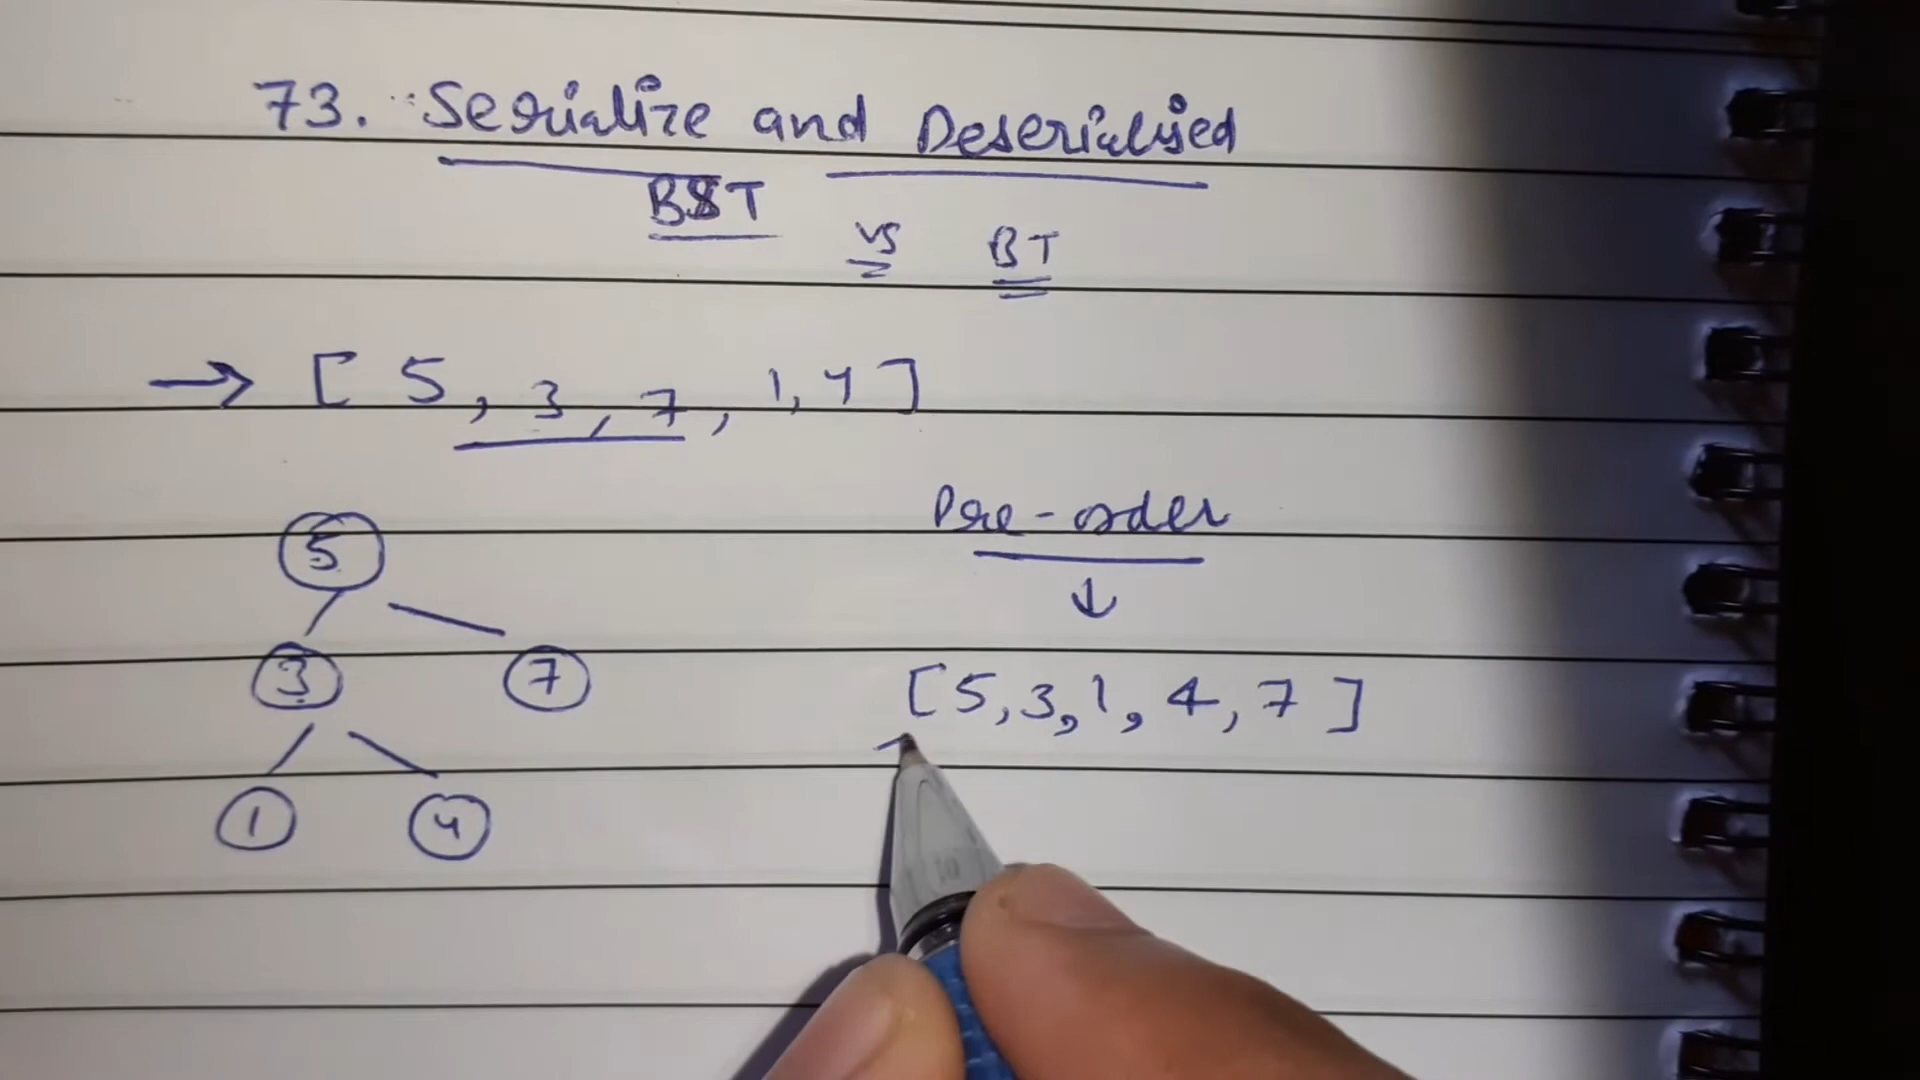 73. Serialize and Deserialised
BST
vs BT
→ [ 5, 3, 7, 1, 4 ]
Pre-order
↓
5
3 7
[5, 3, 1, 4, 7 ]
1 4